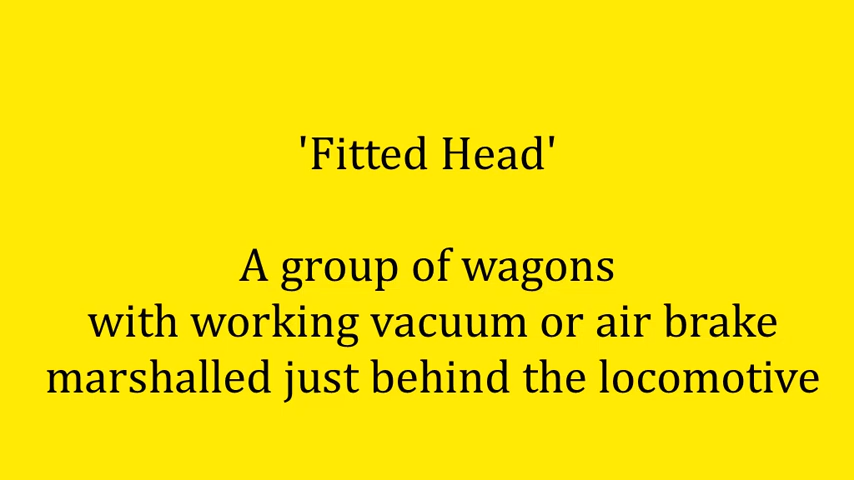 'Fitted Head'
A group of wagons
with working vacuum or air brake
marshalled just behind the locomotive